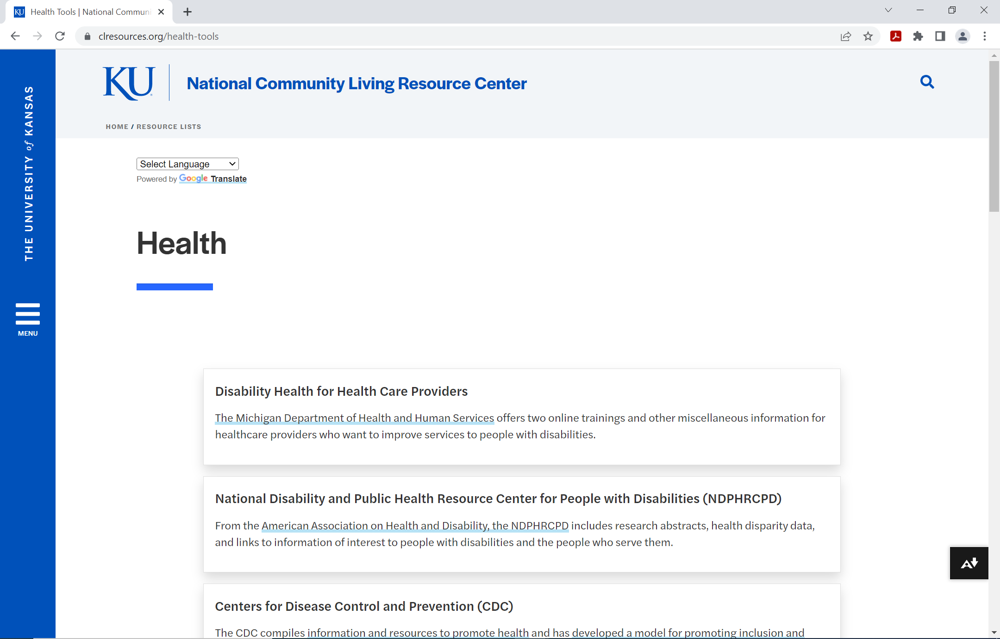 KU Health Tools | National Communi
clresources.org/health-tools
THE UNIVERSITY of KANSAS
MENU
KU National Community Living Resource Center
HOME / RESOURCE LISTS
Select Language
Powered by Google Translate
Health
Disability Health for Health Care Providers
The Michigan Department of Health and Human Services offers two online trainings and other miscellaneous information for
healthcare providers who want to improve services to people with disabilities.
National Disability and Public Health Resource Center for People with Disabilities (NDPHRCPD)
From the American Association on Health and Disability, the NDPHRCPD includes research abstracts, health disparity data,
and links to information of interest to people with disabilities and the people who serve them.
Centers for Disease Control and Prevention (CDC)
The CDC compiles information and resources to promote health and has developed a model for promoting inclusion and